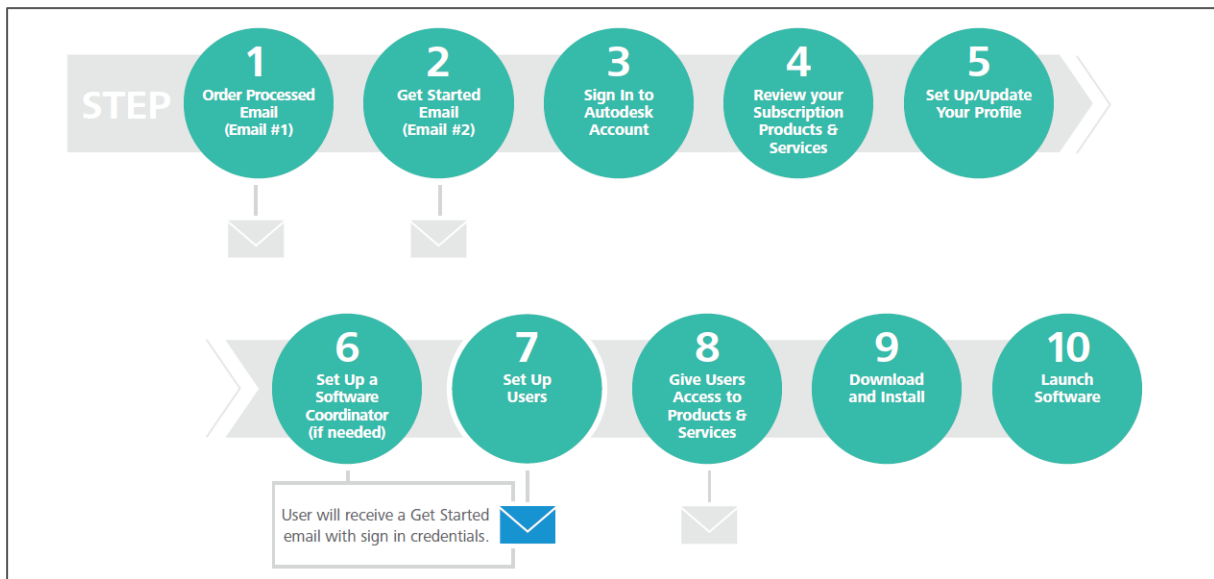 STEP
1
Order Processed
Email
(Email #1)
2
Get Started
Email
(Email #2)
3
Sign In to
Autodesk
Account
4
Review your
Subscription
Products &
Services
5
Set Up/Update
Your Profile
6
Set Up a
Software
Coordinator
(if needed)
7
Set Up
Users
8
Give Users
Access to
Products &
Services
9
Download
and Install
10
Launch
Software
User will receive a Get Started
email with sign in credentials.